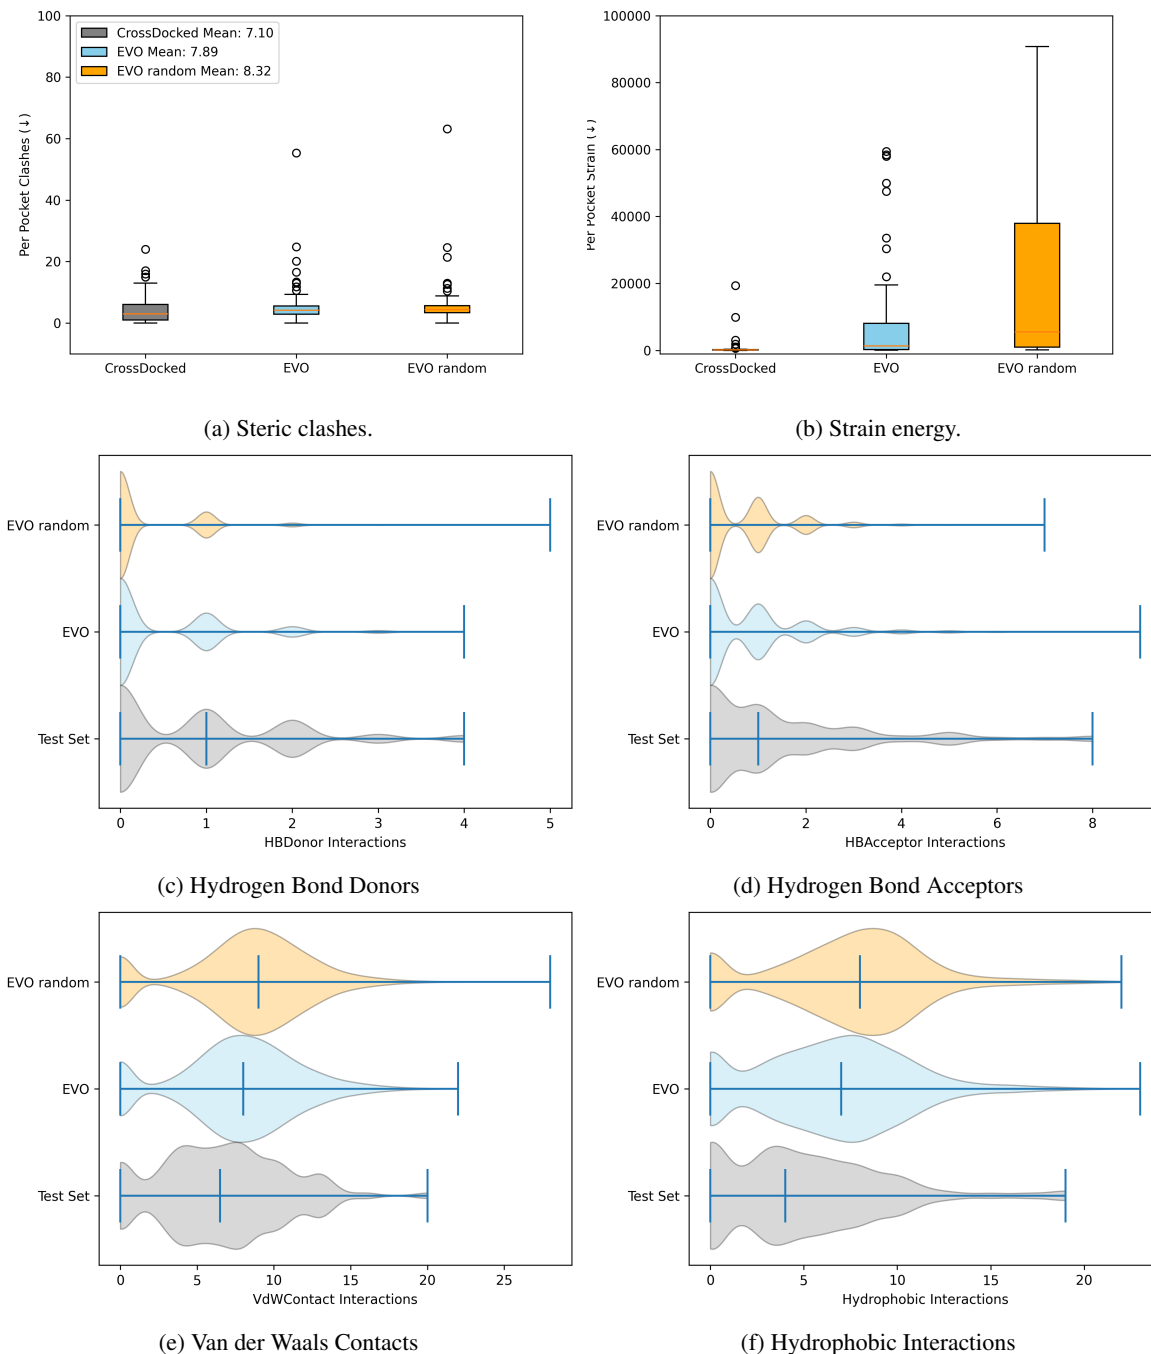 100
80
60
40
20
0
Per Pocket Clashes (↓)
CrossDocked Mean: 7.10
EVO Mean: 7.89
EVO random Mean: 8.32
CrossDocked
EVO
EVO random
(a) Steric clashes.
100000
80000
60000
40000
20000
0
Per Pocket Strain (↓)
CrossDocked
EVO
EVO random
(b) Strain energy.
EVO random
EVO
Test Set
0
1
2
3
4
5
HBDonor Interactions
(c) Hydrogen Bond Donors
EVO random
EVO
Test Set
0
2
4
6
8
HBAcceptor Interactions
(d) Hydrogen Bond Acceptors
EVO random
EVO
Test Set
0
5
10
15
20
25
VdWContact Interactions
(e) Van der Waals Contacts
EVO random
EVO
Test Set
0
5
10
15
20
Hydrophobic Interactions
(f) Hydrophobic Interactions